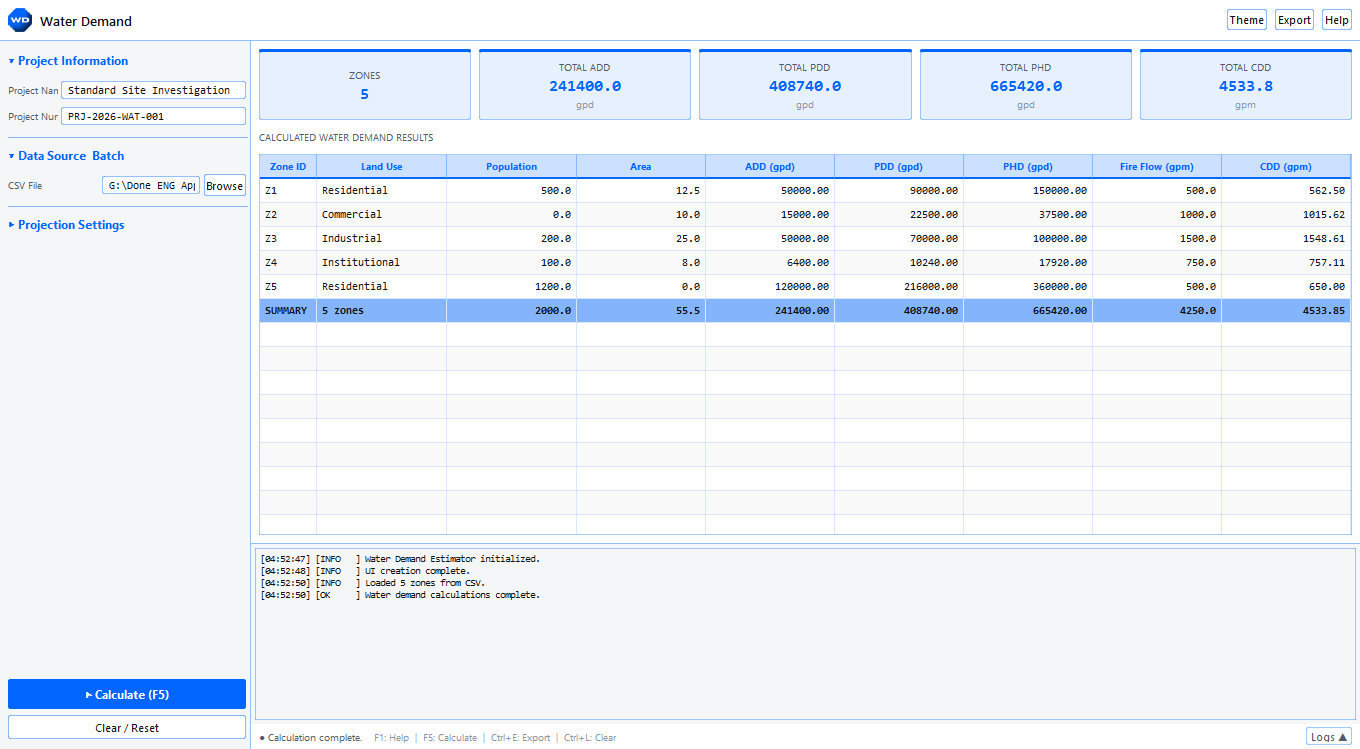 WD Water Demand Theme Export Help
▾ Project Information
Project Nan Standard Site Investigation
Project Nur PRJ-2026-WAT-001
▾ Data Source Batch
CSV File G:\Done ENG Ap Browse
▸ Projection Settings
▸ Calculate (F5)
Clear / Reset
ZONES
5
TOTAL ADD
241400.0
gpd
TOTAL PDD
408740.0
gpd
TOTAL PHD
665420.0
gpd
TOTAL CDD
4533.8
gpm
CALCULATED WATER DEMAND RESULTS
Zone ID Land Use Population Area ADD (gpd) PDD (gpd) PHD (gpd) Fire Flow (gpm) CDD (gpm)
Z1 Residential 500.0 12.5 50000.00 90000.00 150000.00 500.0 562.50
Z2 Commercial 0.0 10.0 15000.00 22500.00 37500.00 1000.0 1015.62
Z3 Industrial 200.0 25.0 50000.00 70000.00 100000.00 1500.0 1548.61
Z4 Institutional 100.0 8.0 6400.00 10240.00 17920.00 750.0 757.11
Z5 Residential 1200.0 0.0 120000.00 216000.00 360000.00 500.0 650.00
SUMMARY 5 zones 2000.0 55.5 241400.00 408740.00 665420.00 4250.0 4533.85
[04:52:47] [INFO ] Water Demand Estimator initialized.
[04:52:48] [INFO ] UI creation complete.
[04:52:50] [INFO ] Loaded 5 zones from CSV.
[04:52:50] [OK ] Water demand calculations complete.
● Calculation complete. F1: Help | F5: Calculate | Ctrl+E: Export | Ctrl+L: Clear Logs ▲